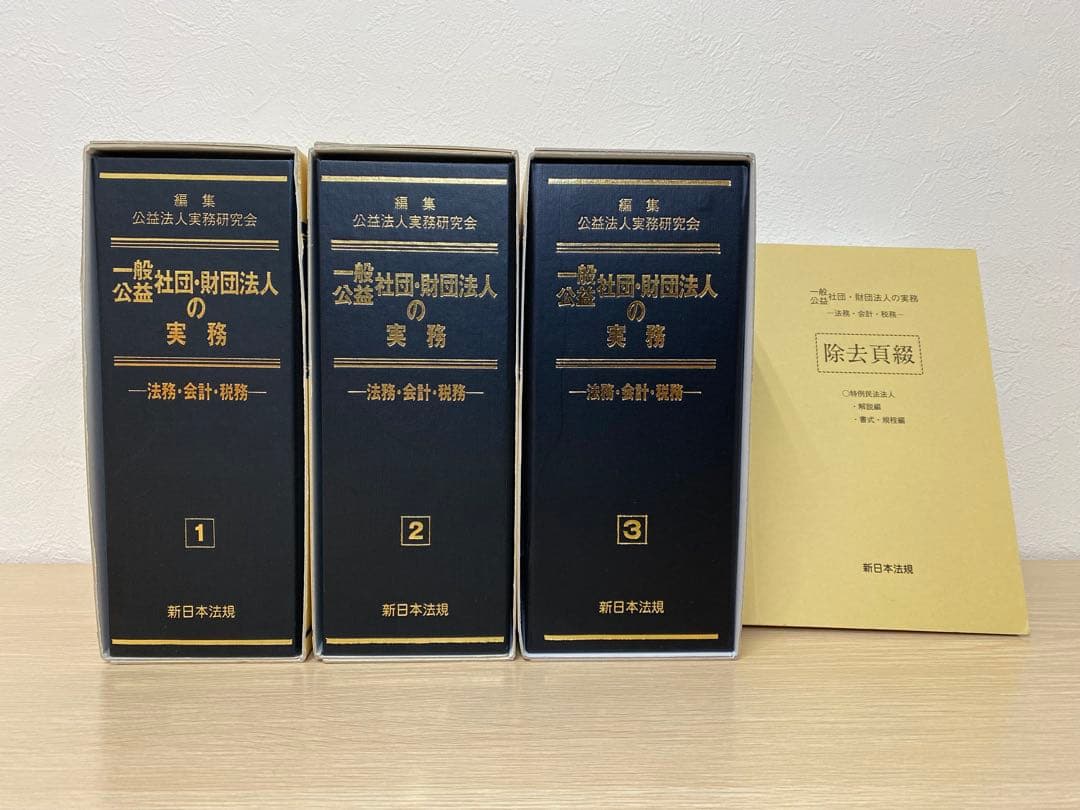 編集
公益法人実務研究会
一般
公益
社団・財団法人
の
実務
―法務・会計・税務―
1
新日本法規
編集
公益法人実務研究会
一般
公益
社団・財団法人
の
実務
―法務・会計・税務―
2
新日本法規
編集
公益法人実務研究会
一般
公益
社団・財団法人
の
実務
―法務・会計・税務―
3
新日本法規
一般
公益
社団・財団法人の実務
―法務・会計・税務―
除去頁綴
○特例民法法人
・解説編
・書式・規程編
新日本法規